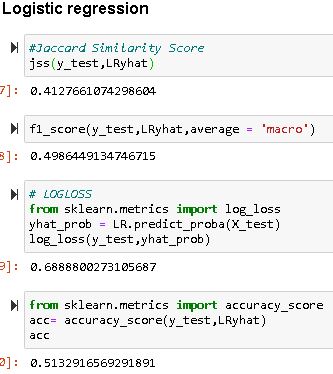 Logistic regression
#Jaccard Similarity Score
jss(y_test,LRyhat)
7]: 0.4127661074298604
f1_score(y_test,LRyhat,average = 'macro')
8]: 0.4986449134746715
# LOGLOSS
from sklearn.metrics import log_loss
yhat_prob = LR.predict_proba(X_test)
log_loss(y_test,yhat_prob)
9]: 0.6888800273105687
from sklearn.metrics import accuracy_score
acc= accuracy_score(y_test,LRyhat)
acc
0]: 0.5132916569291891